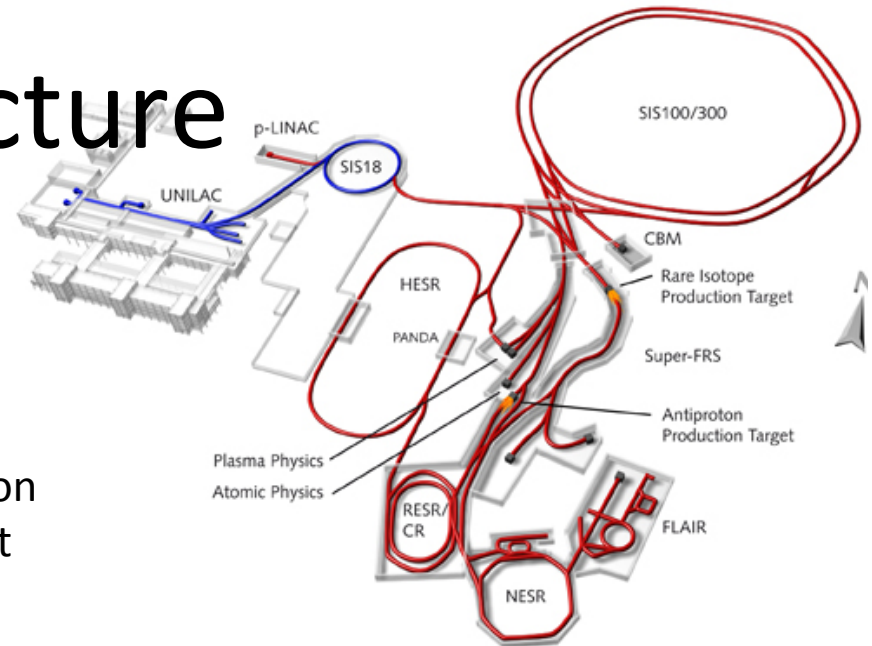 cture
p-LINAC
SIS100/300
SIS18
UNILAC
CBM
HESR
Rare Isotope
Production Target
PANDA
Super-FRS
Antiproton
Production Target
Plasma Physics
Atomic Physics
on
t
RESR/
CR
FLAIR
NESR